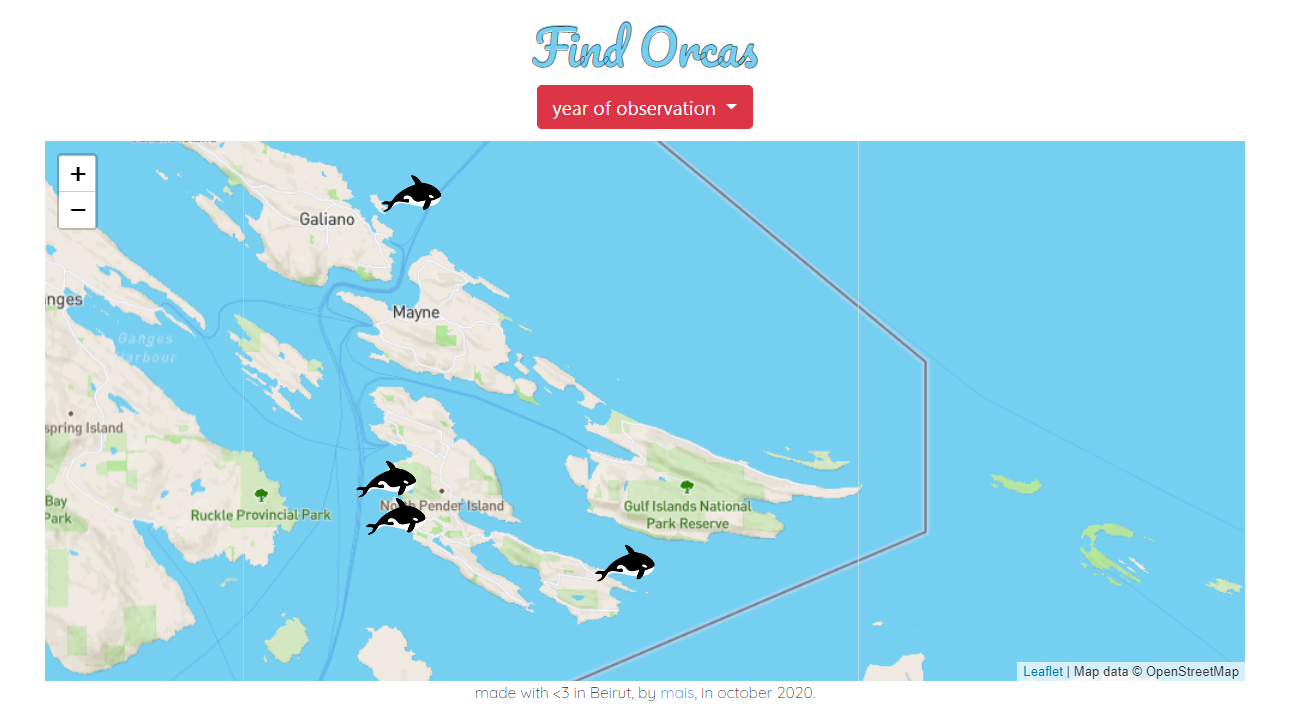 Find Orcas
year of observation
+
−
Galiano
Mayne
nges
Ganges
Harbour
spring Island
Bay
Park
Ruckle Provincial Park
North Pender Island
Gulf Islands National
Park Reserve
Leaflet | Map data © OpenStreetMap
made with <3 in Beirut, by mais, in october 2020.